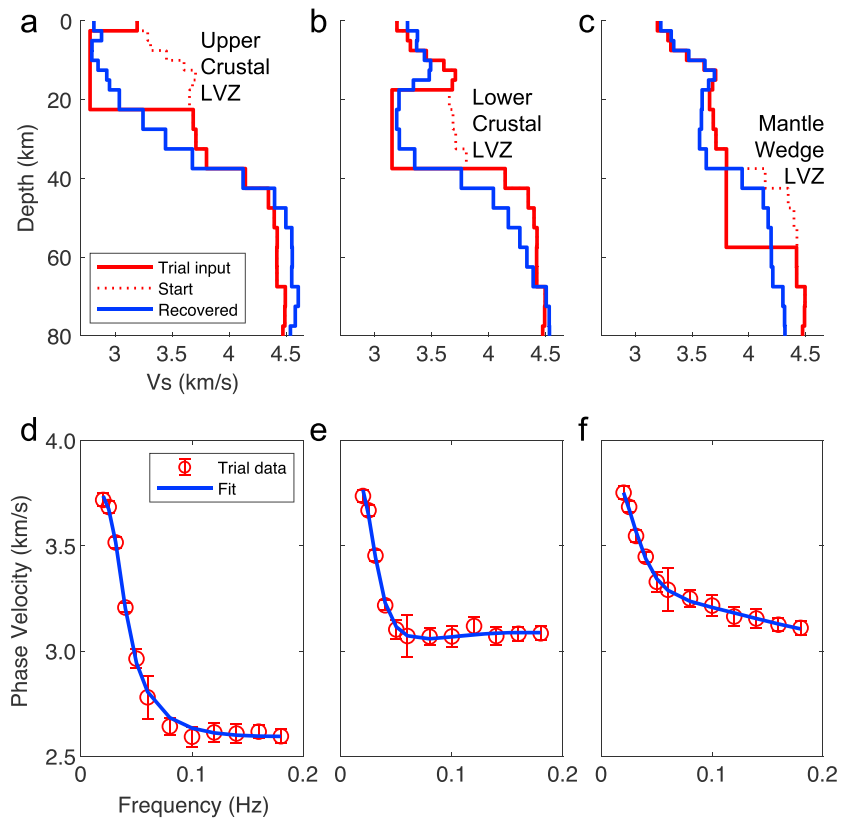 a
b
c
0
20
40
60
80
Depth (km)
Upper
Crustal
LVZ
Lower
Crustal
LVZ
Mantle
Wedge
LVZ
Trial input
Start
Recovered
3
3.5
4
4.5
3
3.5
4
4.5
3
3.5
4
4.5
Vs (km/s)
d
e
f
4.0
3.5
3.0
2.5
Phase Velocity (km/s)
Trial data
Fit
0
0.1
0.2
0
0.1
0.2
0
0.1
0.2
Frequency (Hz)